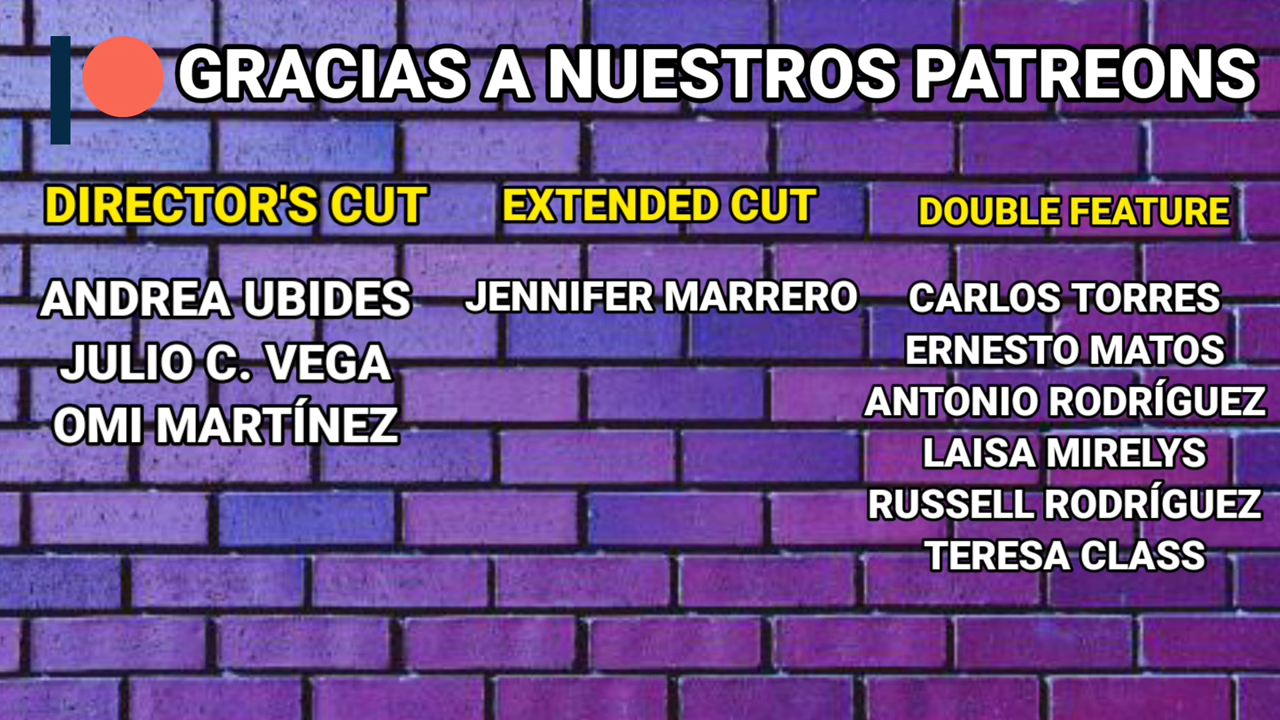 GRACIAS A NUESTROS PATREONS
DIRECTOR'S CUT
ANDREA UBIDES
JULIO C. VEGA
OMI MARTÍNEZ
EXTENDED CUT
JENNIFER MARRERO
DOUBLE FEATURE
CARLOS TORRES
ERNESTO MATOS
ANTONIO RODRÍGUEZ
LAISA MIRELYS
RUSSELL RODRÍGUEZ
TERESA CLASS